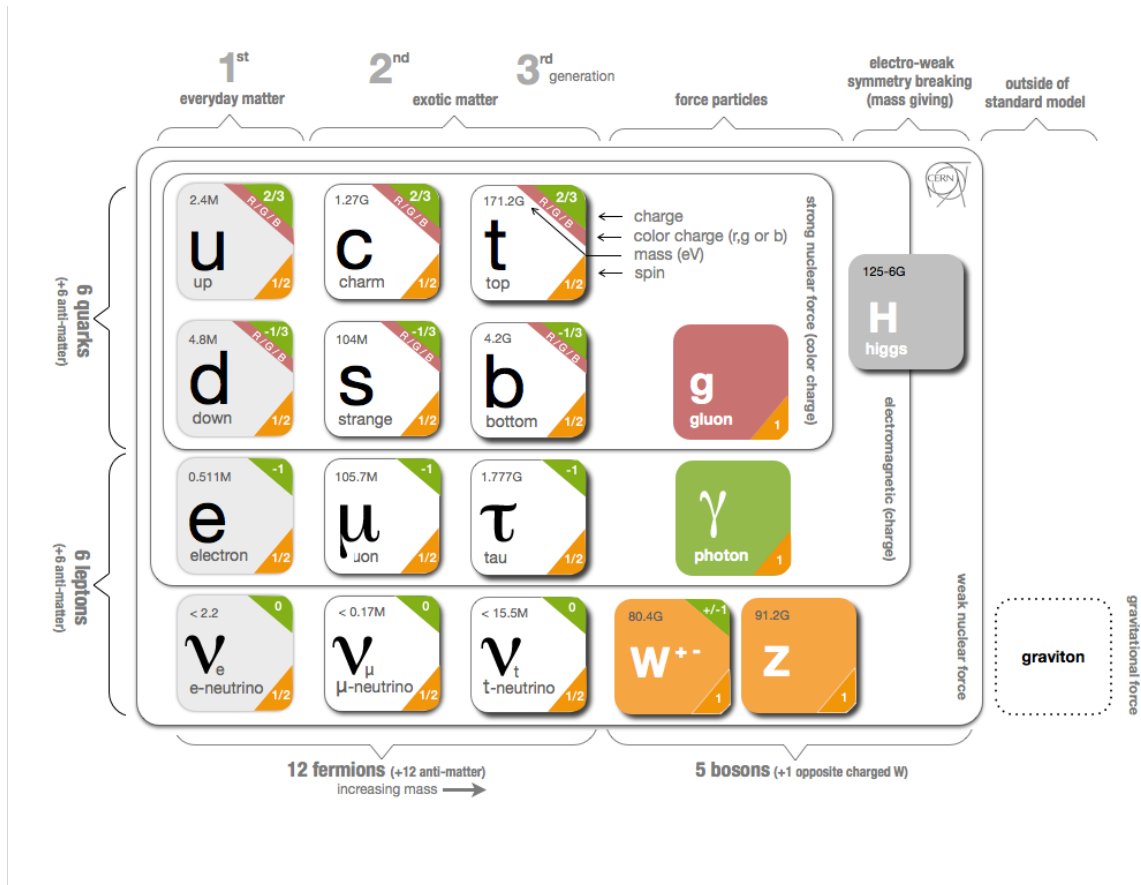 1st
2nd
3rd generation
everyday matter
exotic matter
force particles
electro-weak
symmetry breaking
(mass giving)
outside of
standard model
6 quarks
(+6 anti-matter)
6 leptons
(+6 anti-matter)
2.4M
2/3
R/G/B
u
up
1/2
1.27G
2/3
R/G/B
c
charm
1/2
171.2G
2/3
R/G/B
t
top
1/2
charge
color charge (r,g or b)
mass (eV)
spin
strong nuclear force (color charge)
CERN
125-6G
H
higgs
4.8M
-1/3
R/G/B
d
down
1/2
104M
-1/3
R/G/B
s
strange
1/2
4.2G
-1/3
R/G/B
b
bottom
1/2
g
gluon
1
electromagnetic (charge)
0.511M
-1
e
electron
1/2
105.7M
-1
μ
uon
1/2
1.777G
-1
τ
tau
1/2
γ
photon
1
weak nuclear force
< 2.2
0
νe
e-neutrino
1/2
< 0.17M
0
νμ
μ-neutrino
1/2
< 15.5M
0
νt
t-neutrino
1/2
80.4G
+/-1
W+-
1
91.2G
Z
1
graviton
gravitational force
12 fermions (+12 anti-matter)
increasing mass
5 bosons (+1 opposite charged W)